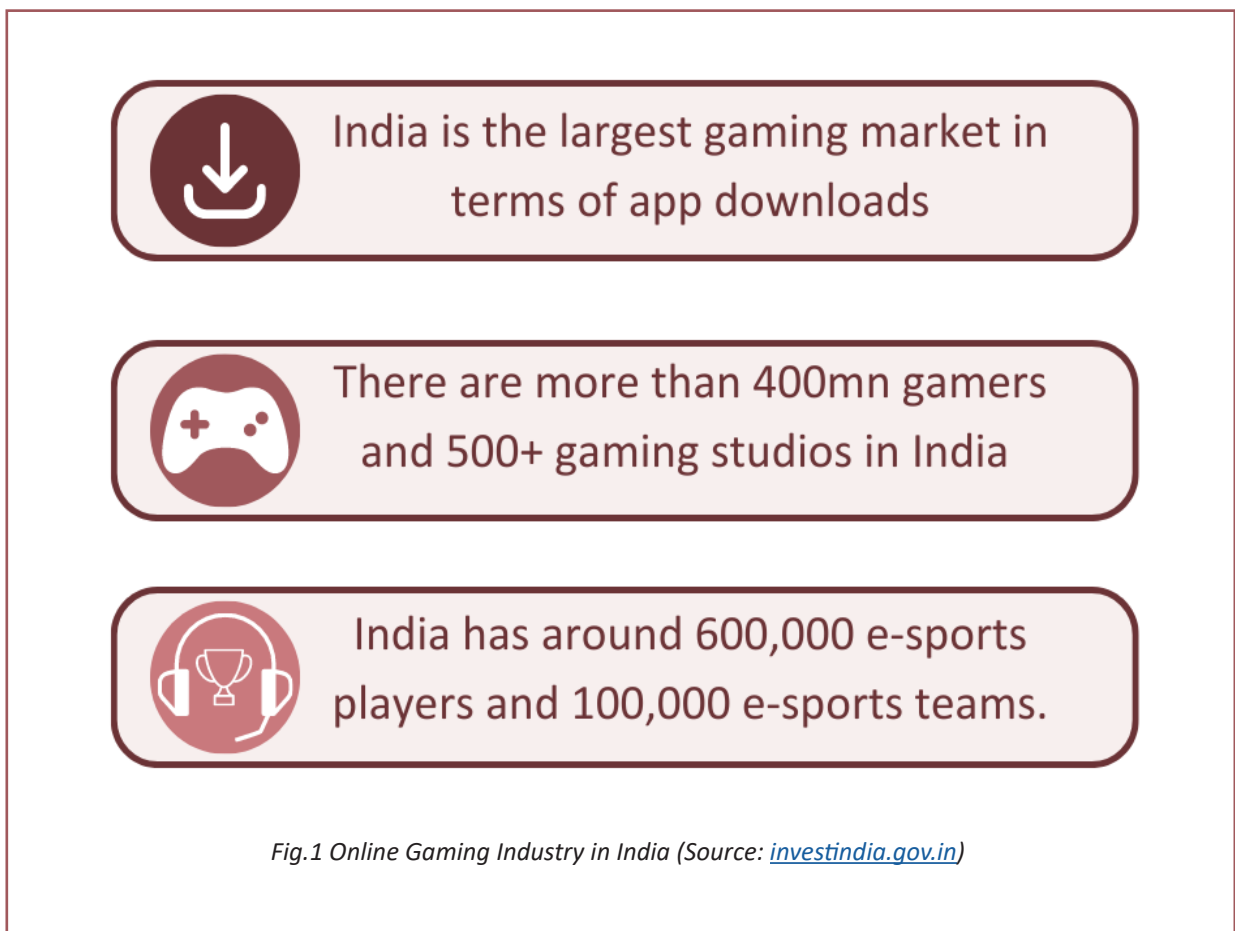 India is the largest gaming market in
terms of app downloads
There are more than 400mn gamers
and 500+ gaming studios in India
India has around 600,000 e-sports
players and 100,000 e-sports teams.
Fig.1 Online Gaming Industry in India (Source: investindia.gov.in)